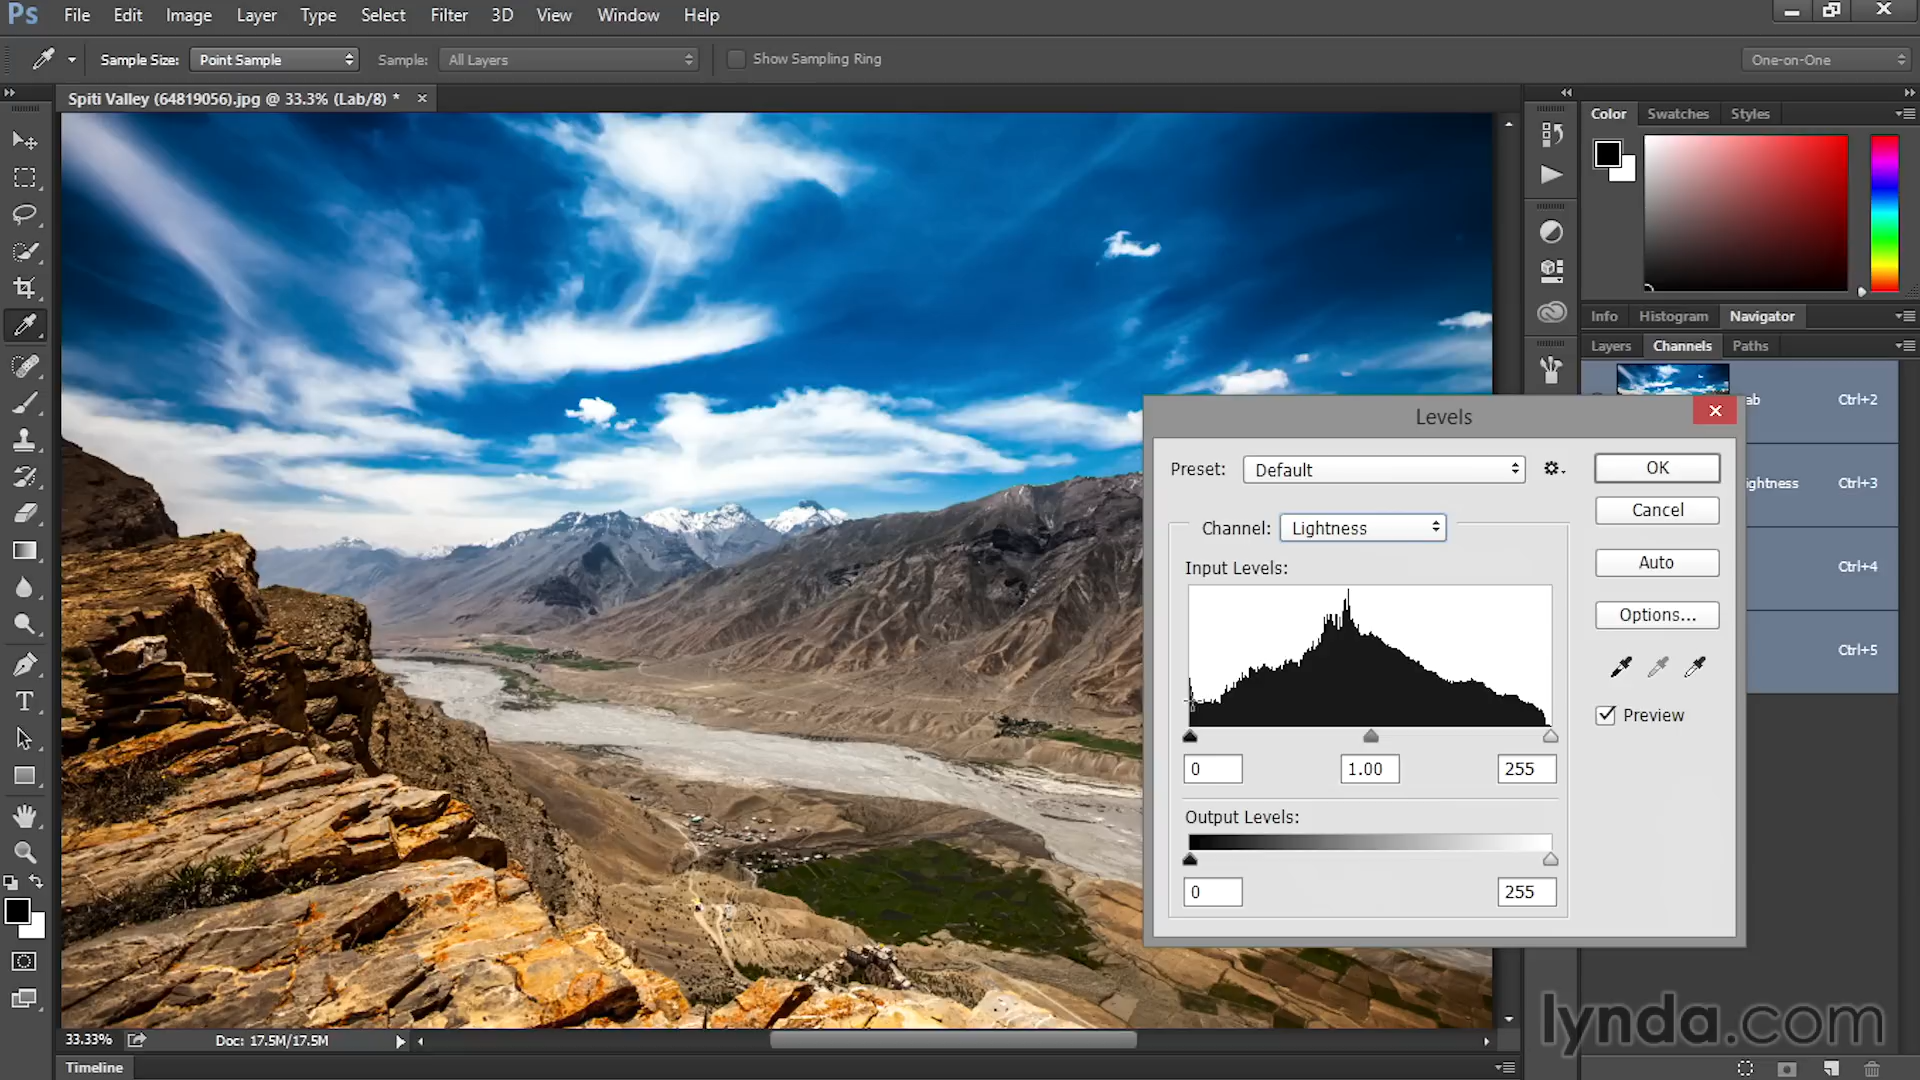 Ps File Edit Image Layer Type Select Filter 3D View Window Help
Sample Size: Point Sample Sample: All Layers Show Sampling Ring One-on-One
Spiti Valley (64819056).jpg @ 33.3% (Lab/8) *
Color Swatches Styles
Info Histogram Navigator
Layers Channels Paths
ab Ctrl+2
ightness Ctrl+3
Ctrl+4
Ctrl+5
Levels
Preset: Default
OK
Cancel
Channel: Lightness
Auto
Input Levels:
Options...
Preview
0 1.00 255
Output Levels:
0 255
T
33.33% Doc: 17.5M/17.5M
Timeline
lynda.com